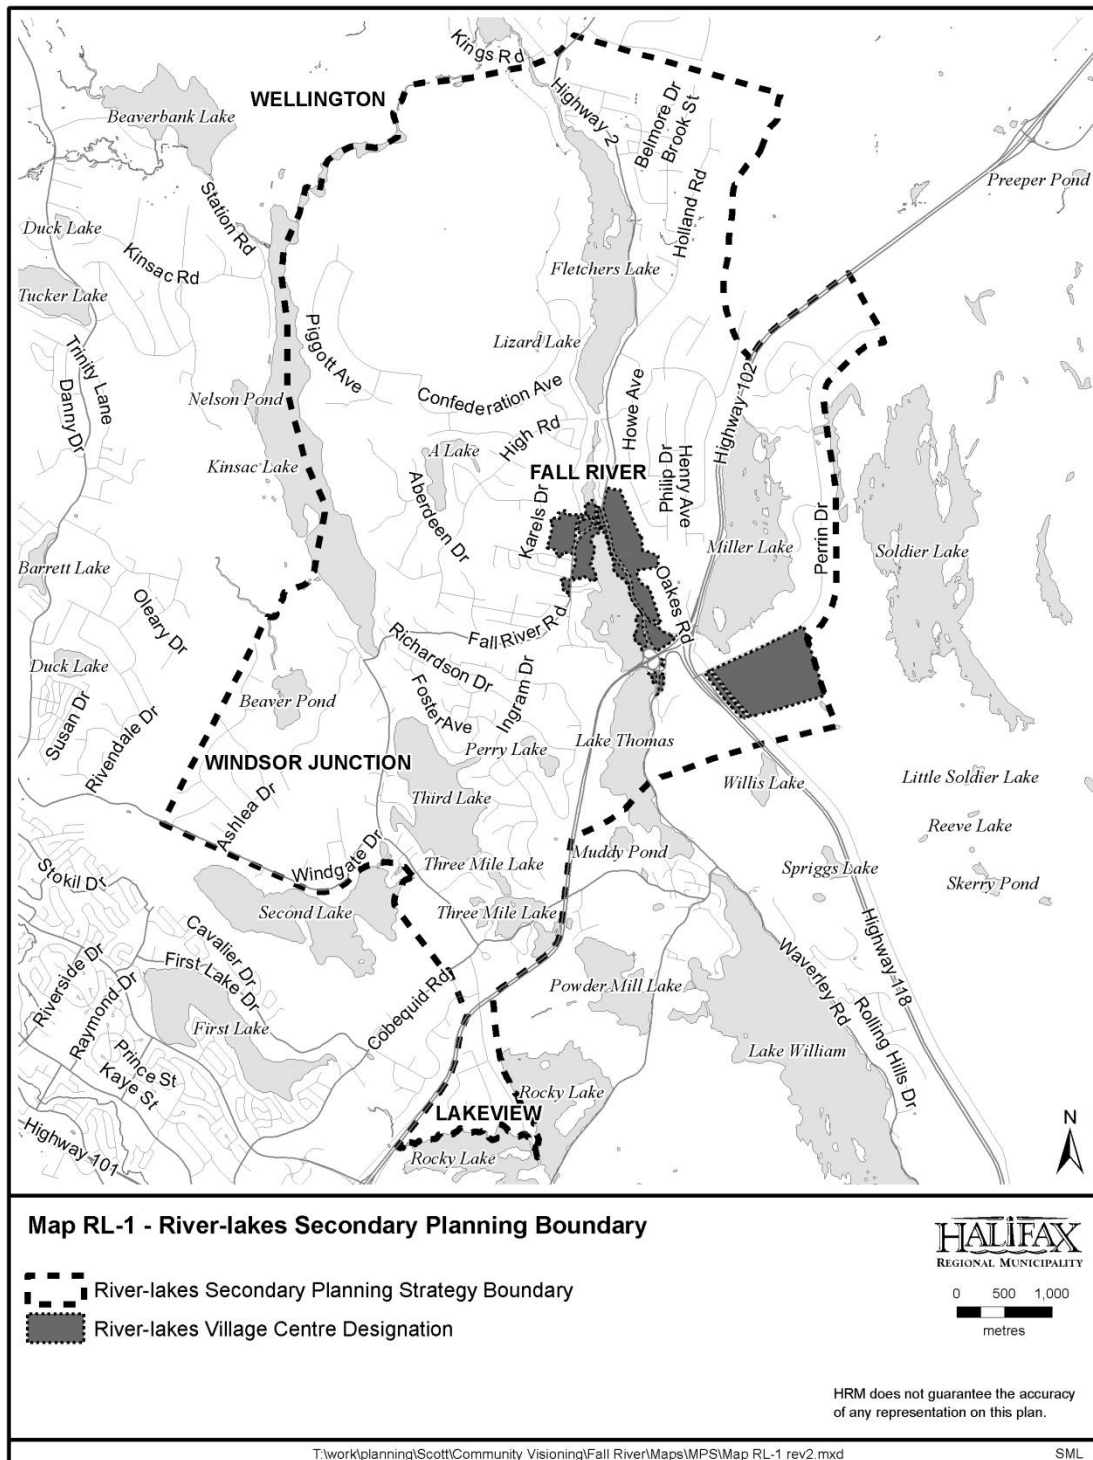 Kings Rd
WELLINGTON
Beaverbank Lake
Highway 2
Belmore Dr
Brook St
Preeper Pond
Station Rd
Duck Lake
Kinsac Rd
Holland Rd
Fletchers Lake
Tucker Lake
Piggott Ave
Lizard Lake
Trinity Lane
Danny Dr
Nelson Pond
Confederation Ave
Howe Ave
Highway 102
High Rd
A Lake
Kinsac Lake
FALL RIVER
Philip Dr
Henry Ave
Aberdeen Dr
Karels Dr
Miller Lake
Perrin Dr
Soldier Lake
Barrett Lake
Oleary Dr
Oakes Rd
Fall River Rd
Richardson Dr
Duck Lake
Susan Dr
Rivendale Dr
Beaver Pond
Foster Ave
Ingram Dr
Perry Lake
Lake Thomas
WINDSOR JUNCTION
Willis Lake
Little Soldier Lake
Third Lake
Ashlea Dr
Reeve Lake
Windgate Dr
Three Mile Lake
Muddy Pond
Spriggs Lake
Skerry Pond
Stokil Dr
Second Lake
Three Mile Lake
Cavalier Dr
First Lake Dr
Riverside Dr
Raymond Dr
Highway 118
Waverley Rd
Powder Mill Lake
Cobequid Rd
First Lake
Rolling Hills Dr
Lake William
Prince St
Kaye St
Rocky Lake
LAKEVIEW
Highway 101
Rocky Lake
N
Map RL-1 - River-lakes Secondary Planning Boundary
HALIFAX
REGIONAL MUNICIPALITY
River-lakes Secondary Planning Strategy Boundary
0 500 1,000
metres
River-lakes Village Centre Designation
HRM does not guarantee the accuracy
of any representation on this plan.
T:\work\planning\Scott\Community Visioning\Fall River\Maps\MPS\Map RL-1 rev2.mxd
SML